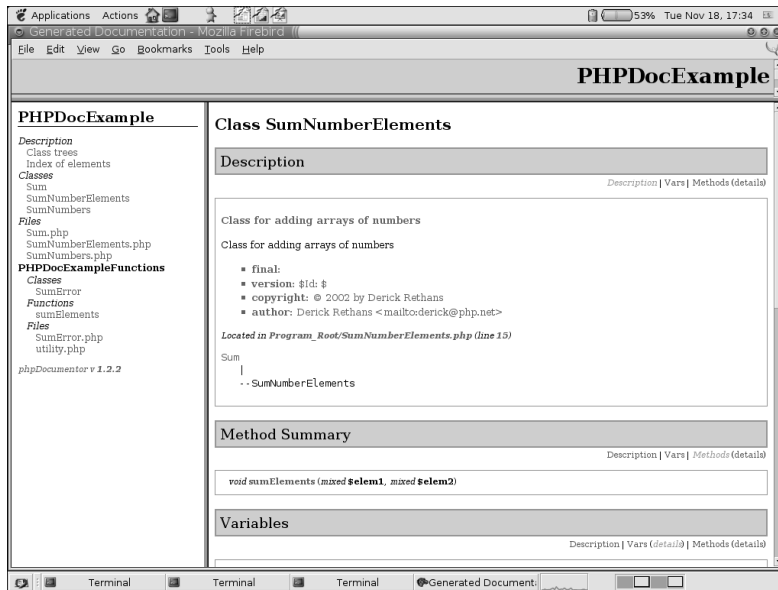 Applications Actions 53% Tue Nov 18, 17:34
Generated Documentation - Mozilla Firebird
File Edit View Go Bookmarks Tools Help
PHPDocExample
PHPDocExample
Description
Class trees
Index of elements
Classes
Sum
SumNumberElements
SumNumbers
Files
Sum.php
SumNumberElements.php
SumNumbers.php
PHPDocExampleFunctions
Classes
SumError
Functions
sumElements
Files
SumError.php
utility.php
phpDocumentor v 1.2.2
Class SumNumberElements
Description
Description | Vars | Methods (details)
Class for adding arrays of numbers
Class for adding arrays of numbers
final:
version: $Id: $
copyright: © 2002 by Derick Rethans
author: Derick Rethans <mailto:derick@php.net>
Located in Program_Root/SumNumberElements.php (line 15)
Sum
|
--SumNumberElements
Method Summary
Description | Vars | Methods (details)
void sumElements (mixed $elem1, mixed $elem2)
Variables
Description | Vars (details) | Methods (details)
Terminal Terminal Terminal Generated Document: